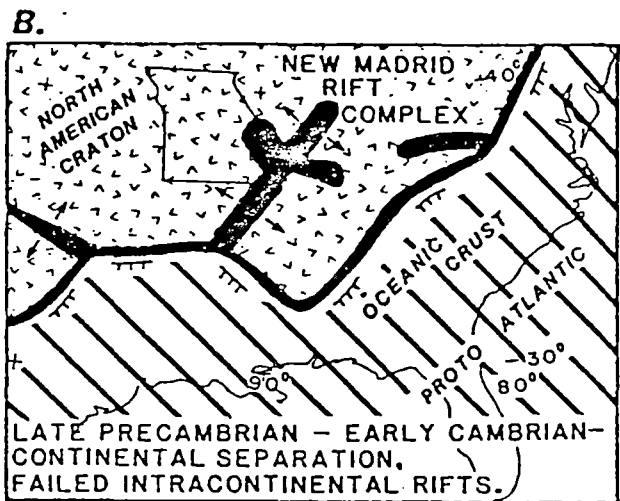 B.
NEW MADRID
RIFT
COMPLEX
40°
NORTH
AMERICAN
CRATON
OCEANIC CRUST
PROTO ATLANTIC
90°
30°
80°
LATE PRECAMBRIAN – EARLY CAMBRIAN–
CONTINENTAL SEPARATION,
FAILED INTRACONTINENTAL RIFTS.